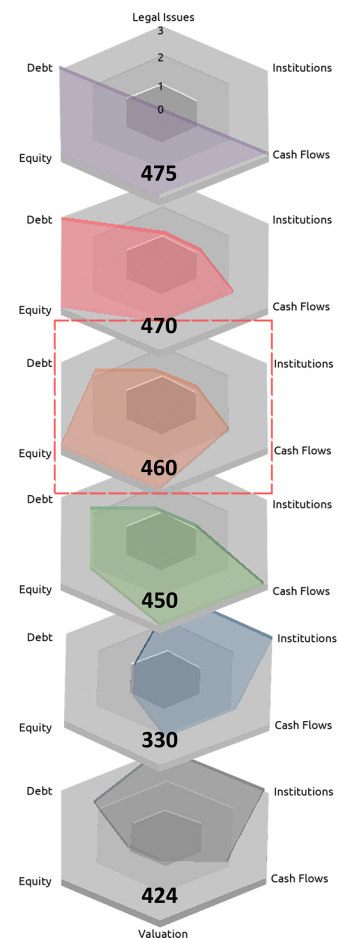 Legal Issues
3
2
1
0
Debt
Institutions
Equity
Cash Flows
475
Debt
Institutions
Equity
Cash Flows
470
Debt
Institutions
Equity
Cash Flows
460
Debt
Institutions
Equity
Cash Flows
450
Debt
Institutions
Equity
Cash Flows
330
Debt
Institutions
Equity
Cash Flows
424
Valuation